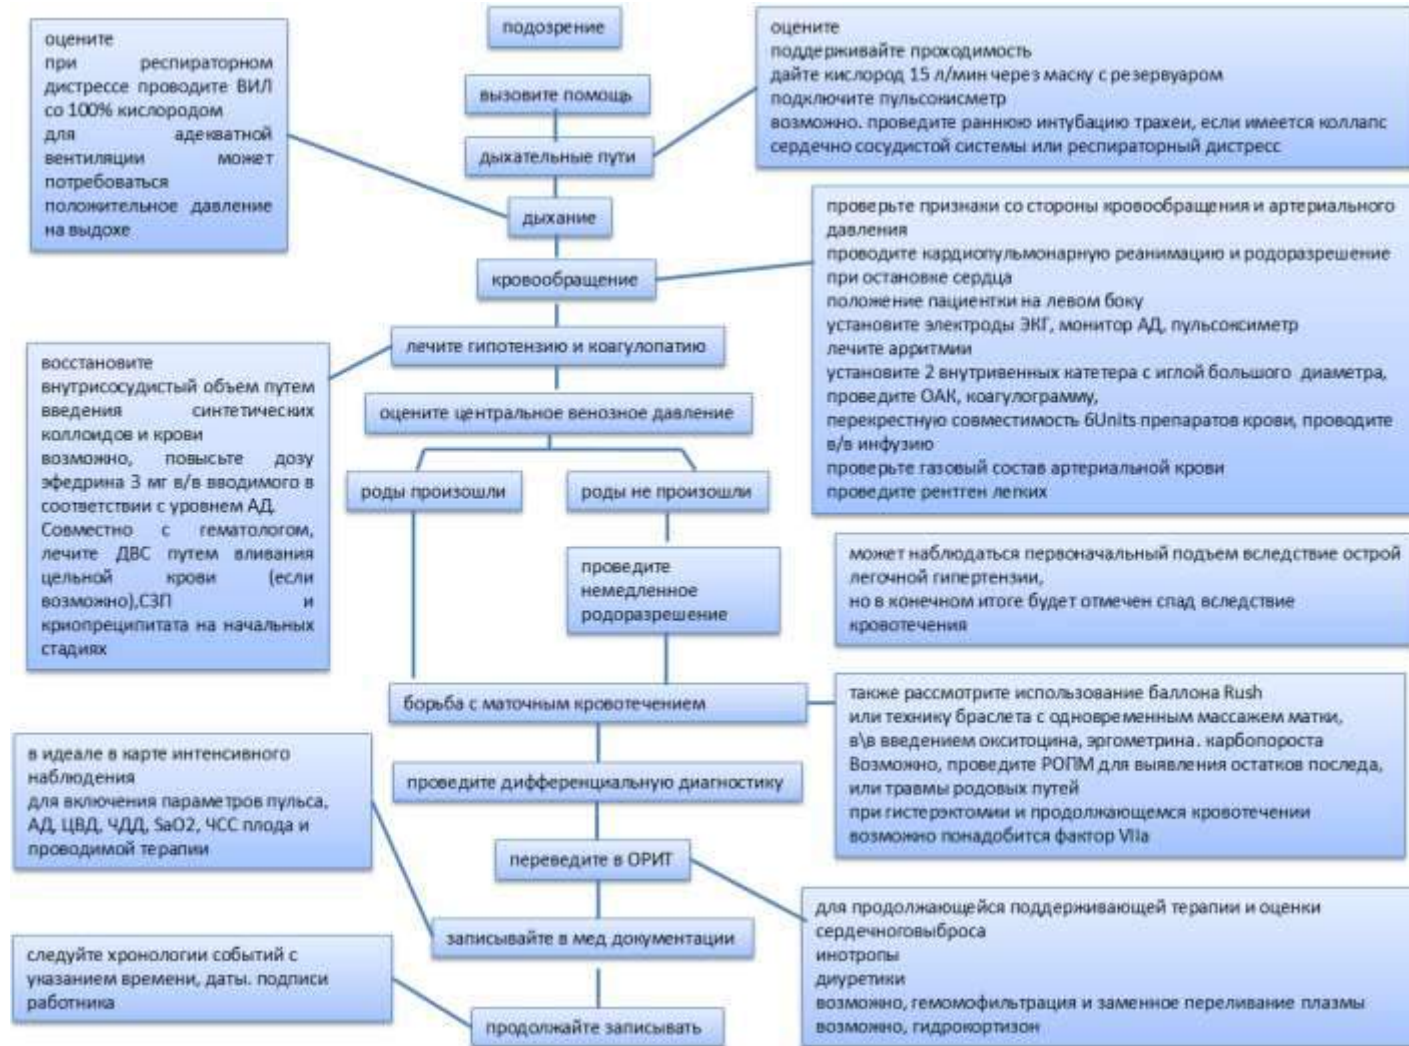 подозрение
вызовите помощь
дыхательные пути
оцените
поддерживайте проходимость
дайте кислород 15 л/мин через маску с резервуаром
подключите пульсокисметр
возможно. проведите раннюю интубацию трахеи, если имеется коллапс
сердечно сосудистой системы или респираторный дистресс
дыхание
оцените
при респираторном
дистрессе проводите ВИЛ
со 100% кислородом
для адекватной
вентиляции может
потребоваться
положительное давление
на выдохе
кровообращение
проверьте признаки со стороны кровообращения и артериального
давления
проводите кардиопульмонарную реанимацию и родоразрешение
при остановке сердца
положение пациентки на левом боку
установите электроды ЭКГ, монитор АД, пульсоксиметр
лечите арритмии
установите 2 внутривенных катетера с иглой большого диаметра,
проведите ОАК, коагулограмму,
перекрестную совместимость 6Units препаратов крови, проводите
в/в инфузию
проверьте газовый состав артериальной крови
проведите рентген легких
лечите гипотензию и коагулопатию
восстановите
внутрисосудистый объем путем
введения синтетических
коллоидов и крови
возможно, повысьте дозу
эфедрина 3 мг в/в вводимого в
соответствии с уровнем АД.
Совместно с гематологом,
лечите ДВС путем вливания
цельной крови (если
возможно),СЗП и
криопреципитата на начальных
стадиях
оцените центральное венозное давление
может наблюдаться первоначальный подъем вследствие острой
легочной гипертензии,
но в конечном итоге будет отмечен спад вследствие
кровотечения
роды произошли
роды не произошли
проведите
немедленное
родоразрешение
борьба с маточным кровотечением
также рассмотрите использование баллона Rush
или технику браслета с одновременным массажем матки,
в\в введением окситоцина, эргометрина. карбопороста
Возможно, проведите РОПМ для выявления остатков последа,
или травмы родовых путей
при гистерэктомии и продолжающемся кровотечении
возможно понадобится фактор VIIa
проведите дифференциальную диагностику
переведите в ОРИТ
для продолжающейся поддерживающей терапии и оценки
сердечноговыброса
инотропы
диуретики
возможно, гемомофильтрация и заменное переливание плазмы
возможно, гидрокортизон
записывайте в мед документации
в идеале в карте интенсивного
наблюдения
для включения параметров пульса,
АД, ЦВД, ЧДД, SaO2, ЧСС плода и
проводимой терапии
продолжайте записывать
следуйте хронологии событий с
указанием времени, даты. подписи
работника